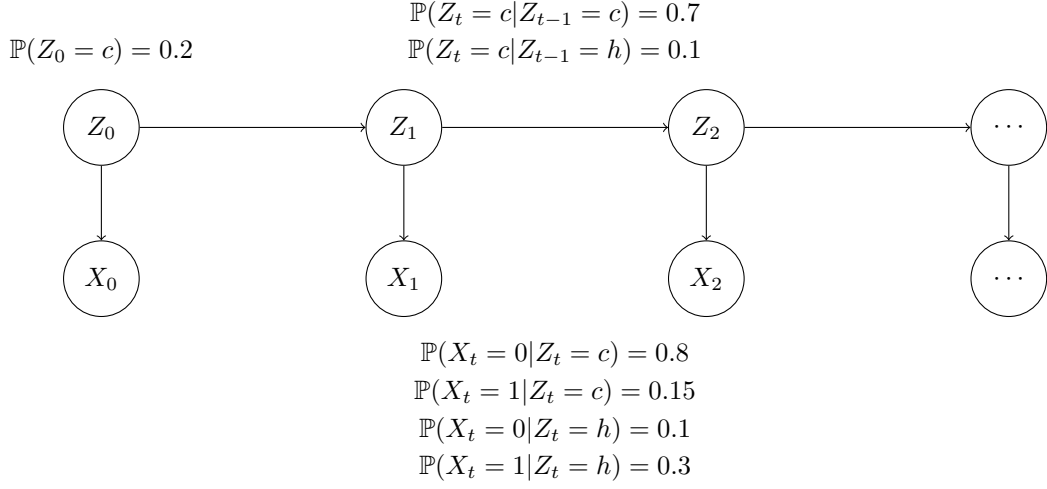 ℙ(Z_t = c|Z_{t−1} = c) = 0.7
ℙ(Z_0 = c) = 0.2
ℙ(Z_t = c|Z_{t−1} = h) = 0.1
Z_0
Z_1
Z_2
⋯
X_0
X_1
X_2
⋯
ℙ(X_t = 0|Z_t = c) = 0.8
ℙ(X_t = 1|Z_t = c) = 0.15
ℙ(X_t = 0|Z_t = h) = 0.1
ℙ(X_t = 1|Z_t = h) = 0.3